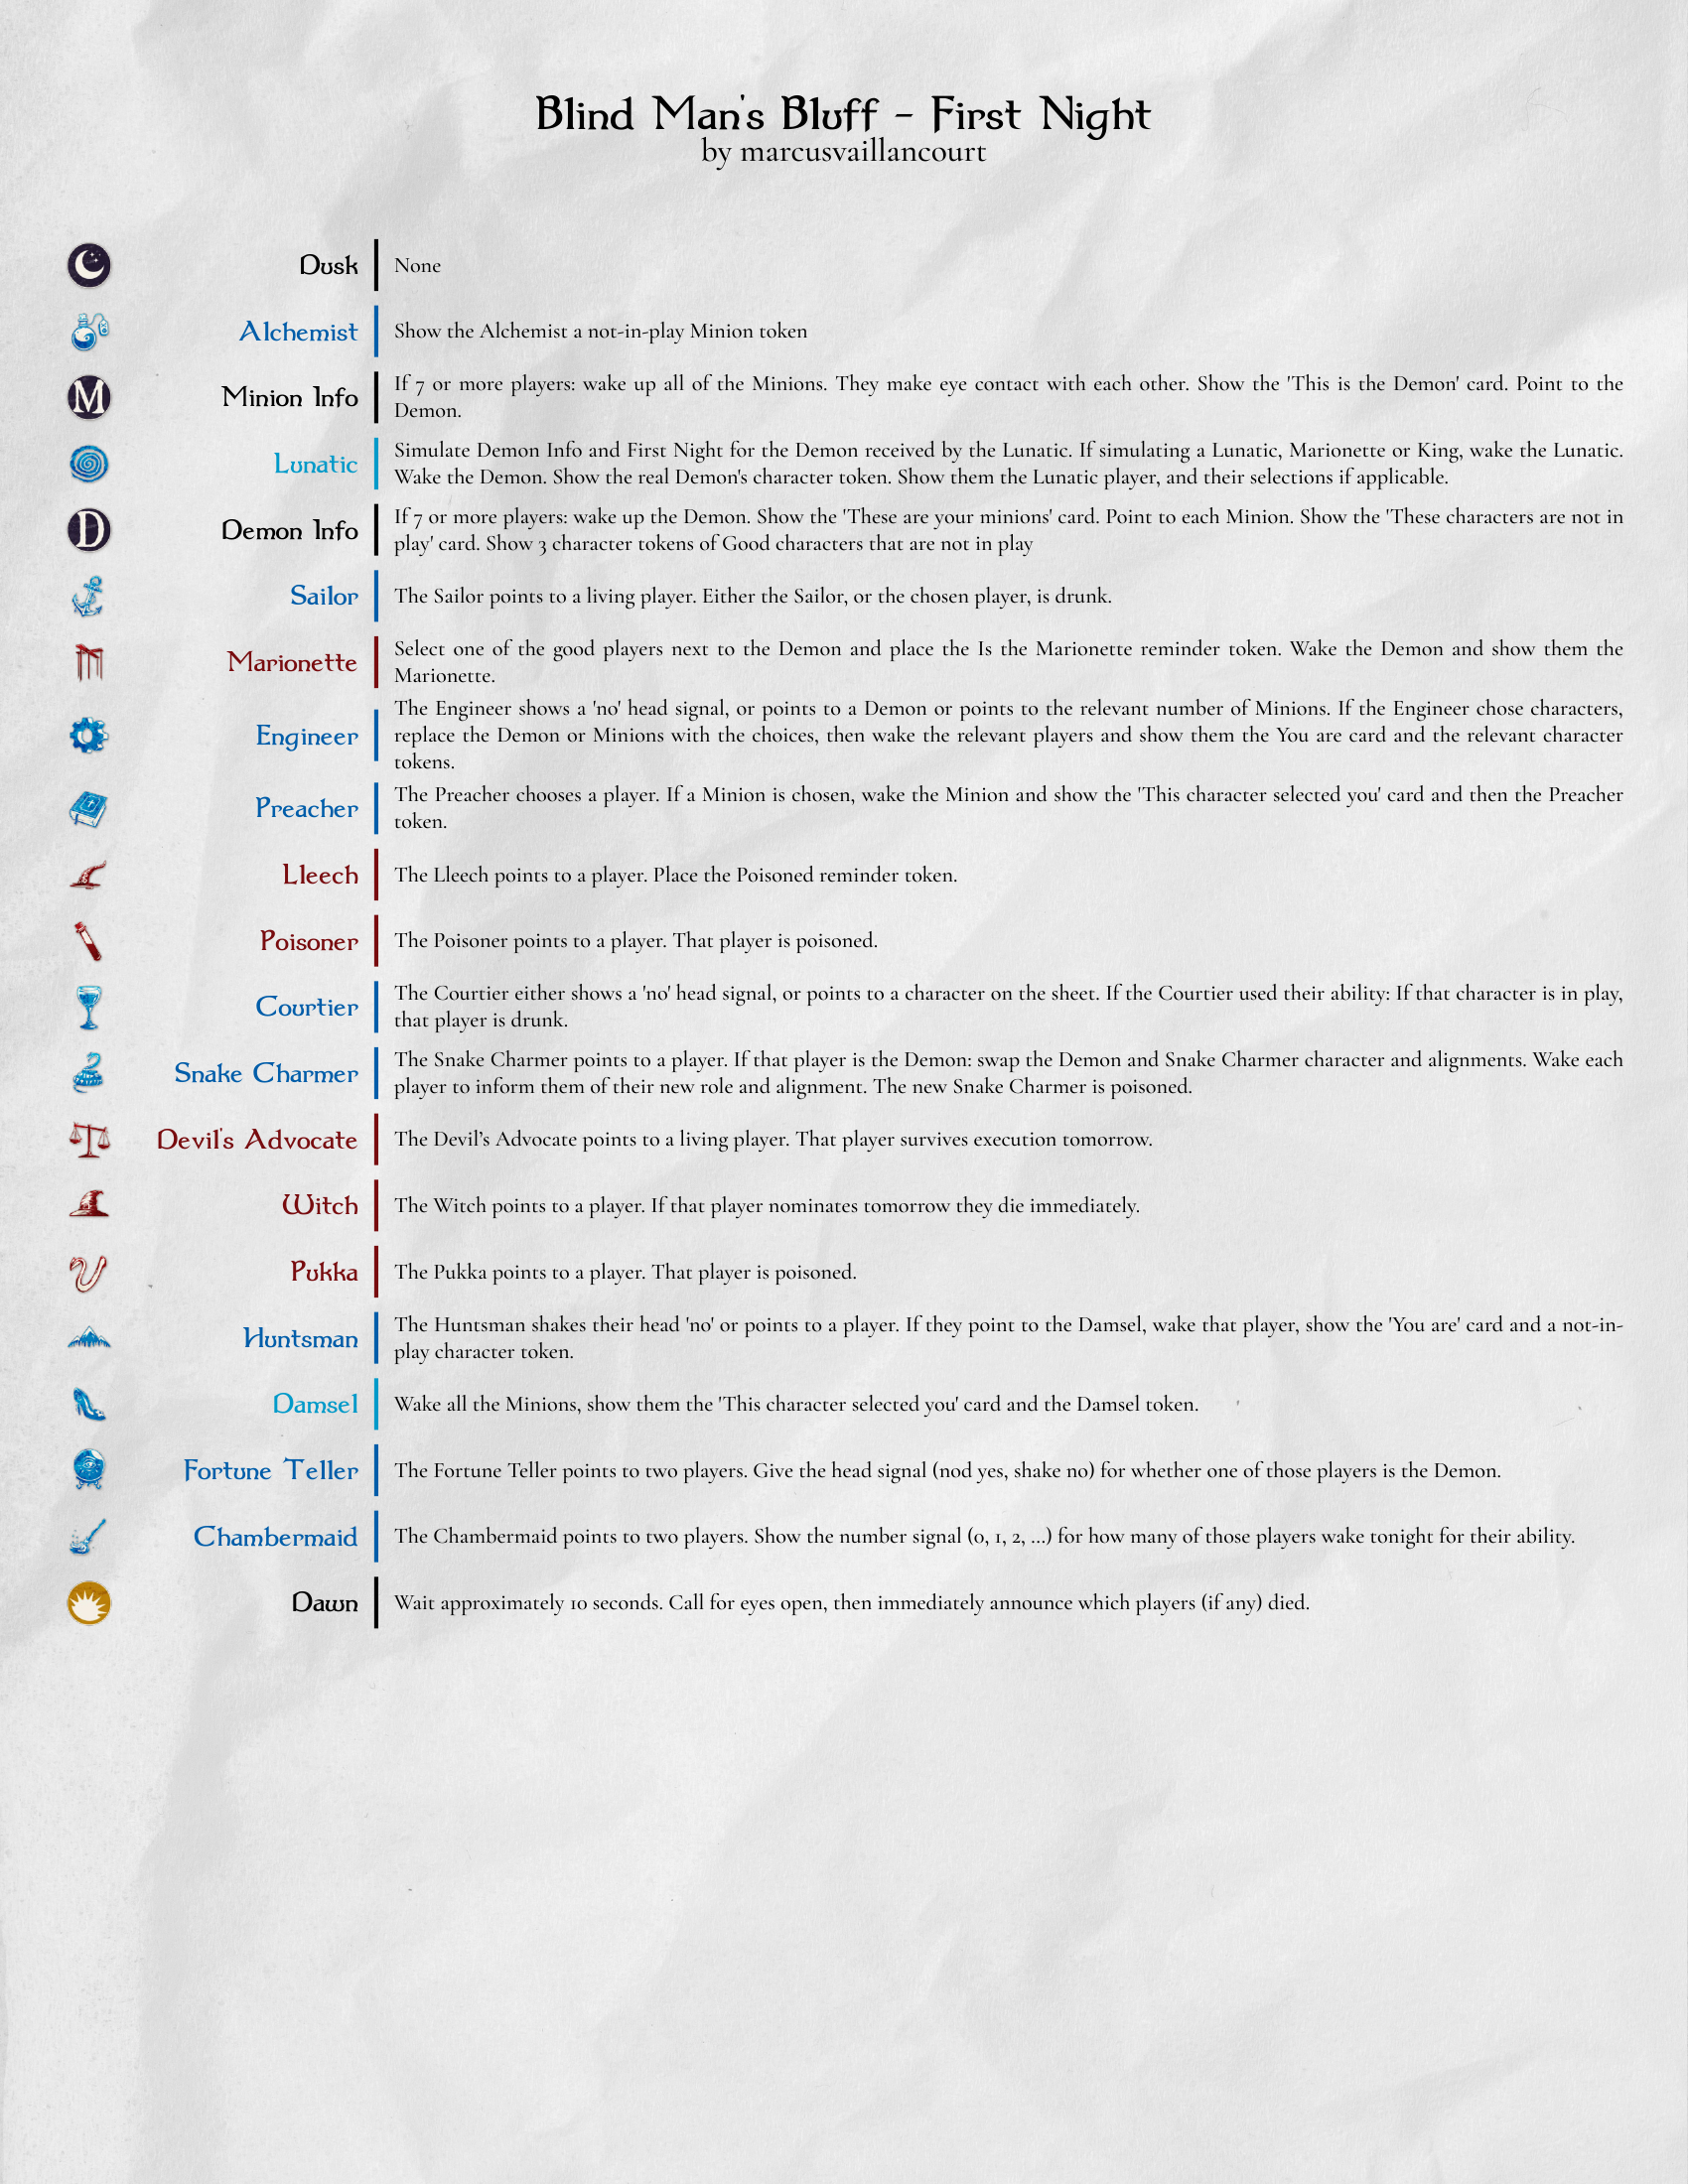 Blind Man's Bluff - First Night
by marcusvaillancourt
Dusk
None
Alchemist
Show the Alchemist a not-in-play Minion token
M
Minion Info
If 7 or more players: wake up all of the Minions. They make eye contact with each other. Show the 'This is the Demon' card. Point to the
Demon.
Lunatic
Simulate Demon Info and First Night for the Demon received by the Lunatic. If simulating a Lunatic, Marionette or King, wake the Lunatic.
Wake the Demon. Show the real Demon's character token. Show them the Lunatic player, and their selections if applicable.
D
Demon Info
If 7 or more players: wake up the Demon. Show the 'These are your minions' card. Point to each Minion. Show the 'These characters are not in
play' card. Show 3 character tokens of Good characters that are not in play
Sailor
The Sailor points to a living player. Either the Sailor, or the chosen player, is drunk.
Marionette
Select one of the good players next to the Demon and place the Is the Marionette reminder token. Wake the Demon and show them the
Marionette.
Engineer
The Engineer shows a 'no' head signal, or points to a Demon or points to the relevant number of Minions. If the Engineer chose characters,
replace the Demon or Minions with the choices, then wake the relevant players and show them the You are card and the relevant character
tokens.
Preacher
The Preacher chooses a player. If a Minion is chosen, wake the Minion and show the 'This character selected you' card and then the Preacher
token.
Lleech
The Lleech points to a player. Place the Poisoned reminder token.
Poisoner
The Poisoner points to a player. That player is poisoned.
Courtier
The Courtier either shows a 'no' head signal, or points to a character on the sheet. If the Courtier used their ability: If that character is in play,
that player is drunk.
Snake Charmer
The Snake Charmer points to a player. If that player is the Demon: swap the Demon and Snake Charmer character and alignments. Wake each
player to inform them of their new role and alignment. The new Snake Charmer is poisoned.
Devil's Advocate
The Devil’s Advocate points to a living player. That player survives execution tomorrow.
Witch
The Witch points to a player. If that player nominates tomorrow they die immediately.
Pukka
The Pukka points to a player. That player is poisoned.
Huntsman
The Huntsman shakes their head 'no' or points to a player. If they point to the Damsel, wake that player, show the 'You are' card and a not-in-
play character token.
Damsel
Wake all the Minions, show them the 'This character selected you' card and the Damsel token.
Fortune Teller
The Fortune Teller points to two players. Give the head signal (nod yes, shake no) for whether one of those players is the Demon.
Chambermaid
The Chambermaid points to two players. Show the number signal (0, 1, 2, ...) for how many of those players wake tonight for their ability.
Dawn
Wait approximately 10 seconds. Call for eyes open, then immediately announce which players (if any) died.